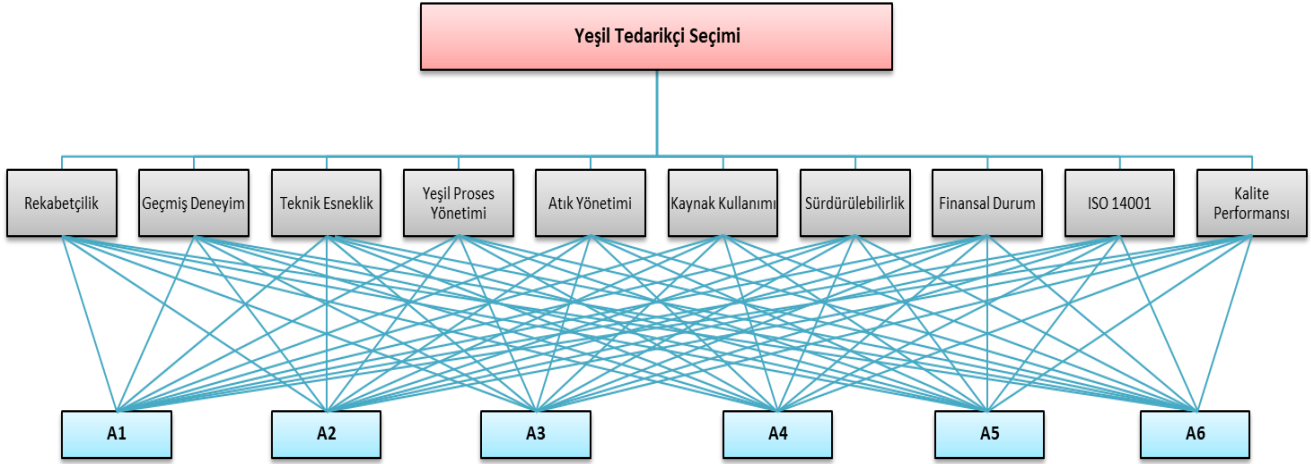 Yeşil Tedarikçi Seçimi
Rekabetçilik
Geçmiş Deneyim
Teknik Esneklik
Yeşil Proses
Yönetimi
Atık Yönetimi
Kaynak Kullanımı
Sürdürülebilirlik
Finansal Durum
ISO 14001
Kalite
Performansı
A1
A2
A3
A4
A5
A6